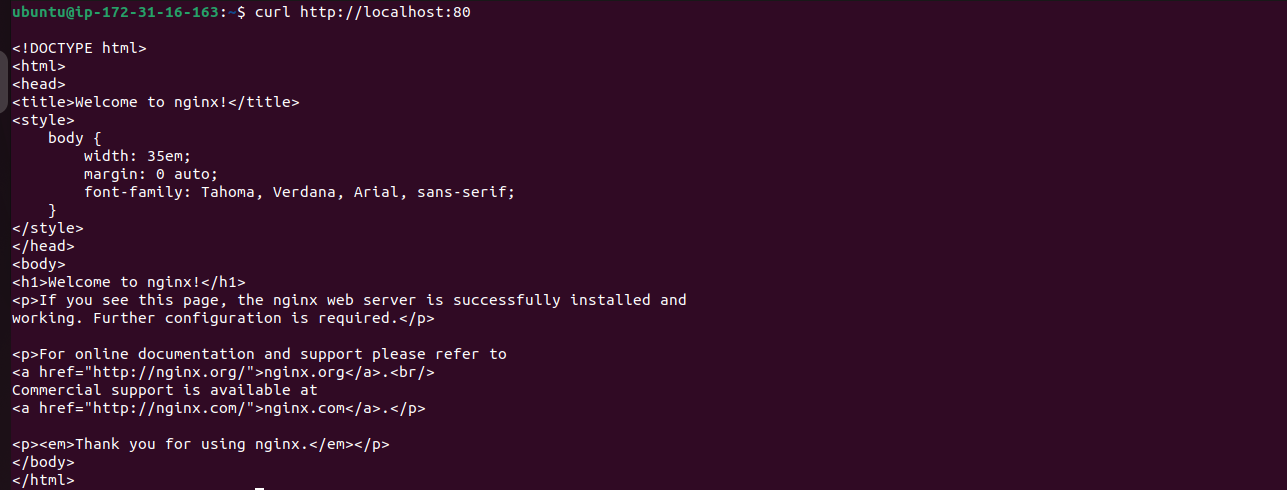 ubuntu@ip-172-31-16-163:~$ curl http://localhost:80

<!DOCTYPE html>
<html>
<head>
<title>Welcome to nginx!</title>
<style>
    body {
        width: 35em;
        margin: 0 auto;
        font-family: Tahoma, Verdana, Arial, sans-serif;
    }
</style>
</head>
<body>
<h1>Welcome to nginx!</h1>
<p>If you see this page, the nginx web server is successfully installed and
working. Further configuration is required.</p>

<p>For online documentation and support please refer to
<a href="http://nginx.org/">nginx.org</a>.<br/>
Commercial support is available at
<a href="http://nginx.com/">nginx.com</a>.</p>

<p><em>Thank you for using nginx.</em></p>
</body>
</html>